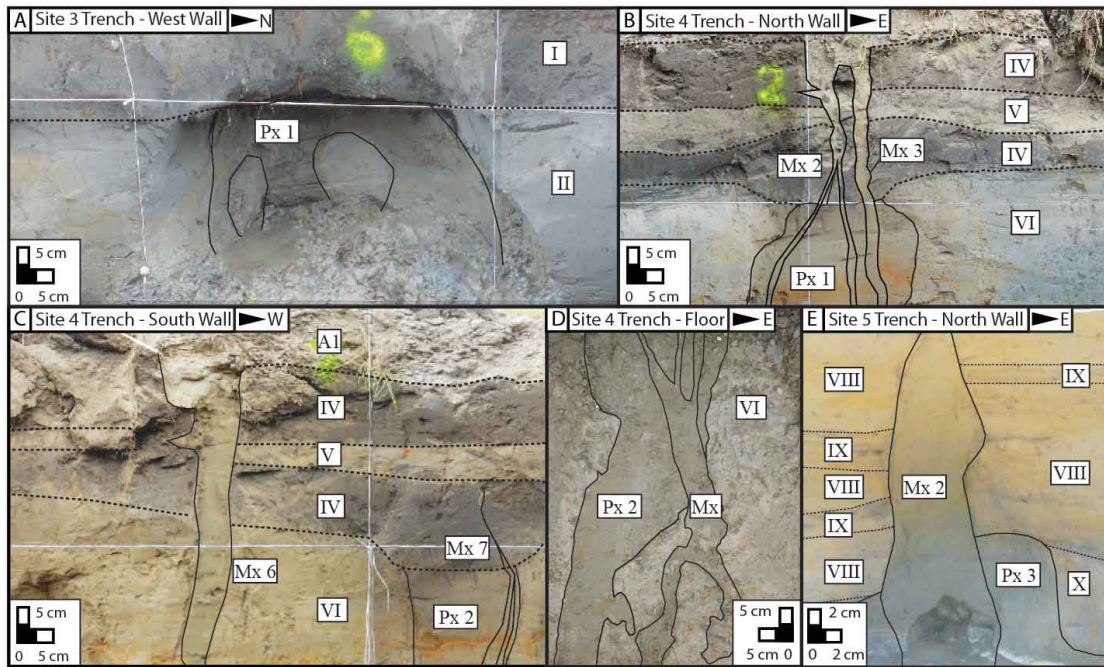 A Site 3 Trench - West Wall N
I
Px 1
II
5 cm
0 5 cm
B Site 4 Trench - North Wall E
2
IV
V
IV
Mx 2
Mx 3
VI
Px 1
5 cm
0 5 cm
C Site 4 Trench - South Wall W
A1
IV
V
IV
Mx 7
Mx 6
VI
Px 2
5 cm
0 5 cm
D Site 4 Trench - Floor E
VI
Px 2
Mx
5 cm
5 cm 0
E Site 5 Trench - North Wall E
VIII
IX
IX
VIII
VIII
Mx 2
IX
VIII
Px 3
X
2 cm
0 2 cm